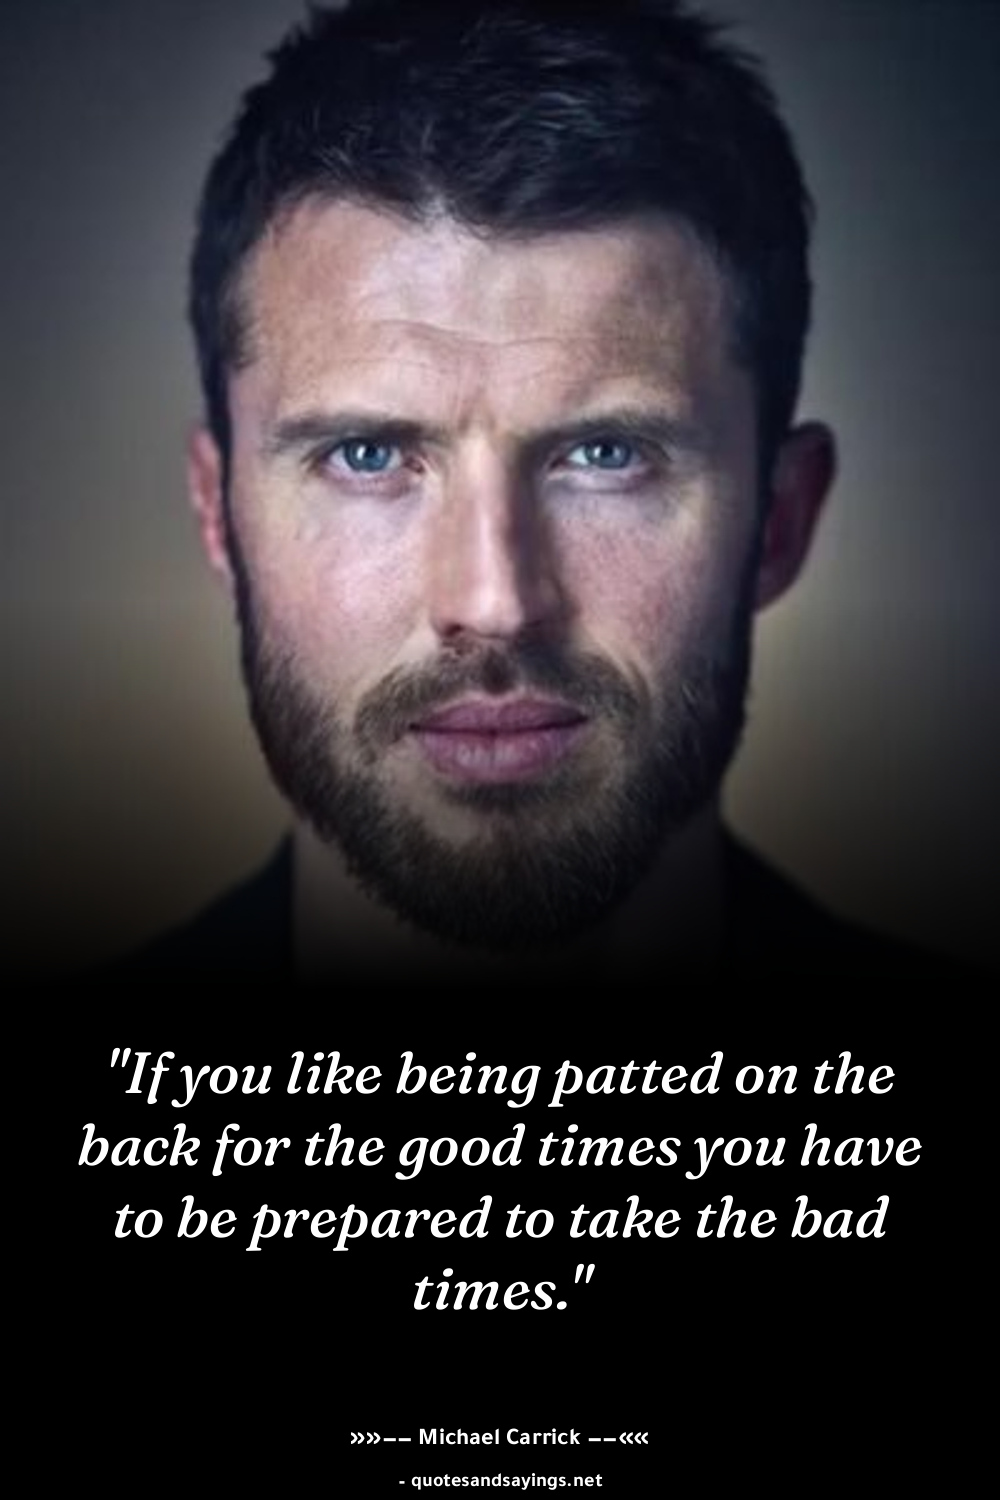 "If you like being patted on the
back for the good times you have
to be prepared to take the bad
times."
»»−− Michael Carrick −−««
- quotesandsayings.net